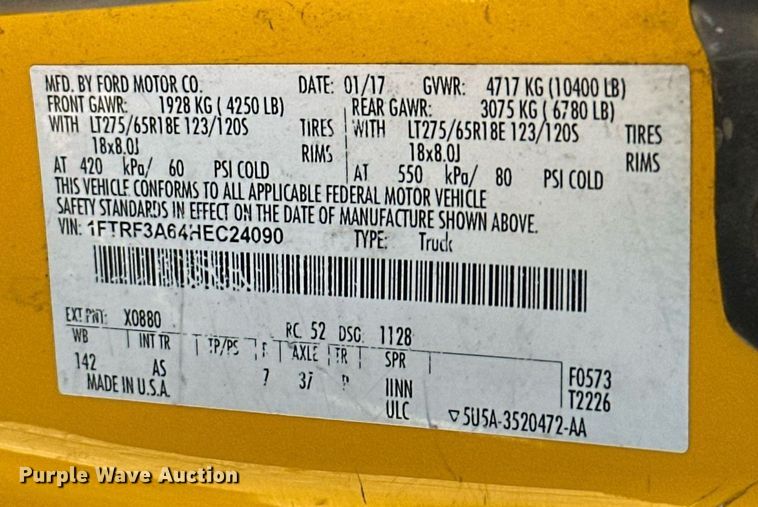 MFD. BY FORD MOTOR CO. DATE: 01/17 GVWR: 4717 KG (10400 LB)
FRONT GAWR: 1928 KG ( 4250 LB) REAR GAWR: 3075 KG ( 6780 LB)
WITH LT275/65R18E 123/120S TIRES WITH LT275/65R18E 123/120S TIRES
18x8.0J RIMS 18x8.0J RIMS
AT 420 kPa/ 60 PSI COLD AT 550 kPa/ 80 PSI COLD
THIS VEHICLE CONFORMS TO ALL APPLICABLE FEDERAL MOTOR VEHICLE
SAFETY STANDARDS IN EFFECT ON THE DATE OF MANUFACTURE SHOWN ABOVE.
VIN: 1FTRF3A64HEC24090 TYPE: Truck
EXT PNT: X0880 RC: 52 DSG: 1128
WB INT TR TP/PS AXLE TR SPR F0573
142 AS 7 37 IINN T2226
MADE IN U.S.A. ULC ▽5U5A-3520472-AA
Purple Wave Auction